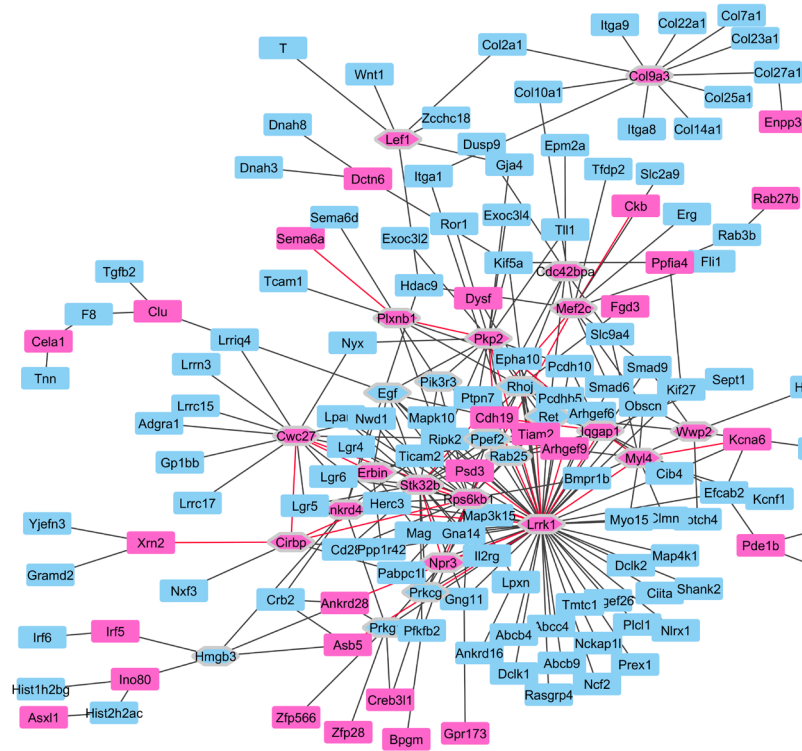 Itga9
Col22a1
Col7a1
T
Col2a1
Col23a1
Wnt1
Col9a3
Col27a1
Col10a1
Col25a1
Zcchc18
Enpp3
Dnah8
Itga8
Col14a1
Lef1
Dusp9
Epm2a
Dnah3
Dctn6
Itga1
Gja4
Tfdp2
Slc2a9
Rab27b
Sema6d
Exoc3l4
Ckb
Ror1
Tll1
Erg
Sema6a
Exoc3l2
Rab3b
Kif5a
Cdc42bpa
Ppfia4
Fli1
Tgfb2
Tcam1
Hdac9
Dysf
Mef2c
Fgd3
F8
Clu
Plxnb1
Cela1
Lrriq4
Nyx
Pkp2
Slc9a4
Lrrn3
Epha10
Pcdh10
Smad9
Tnn
Pik3r3
Rhoj
Smad6
Kif27
Sept1
Egf
Ptpn7
Pcdhb5
Obscn
Lrrc15
Nwd1
Mapk10
Cdh19
Ret
Arhgef6
Adgra1
Cwc27
Ripk2
Ppef2
Tiam2
Iqgap1
Wwp2
Kcna6
Lgr4
Ticam2
Rab25
Arhgef9
Myl4
Gp1bb
Lgr6
Erbin
Psd3
Cib4
Stk32b
Bmpr1b
Efcab2
Kcnf1
Lrrc17
Lgr5
Herc3
Rps6kb1
Yjefn3
Map3k15
Lrrk1
Myo15
Xrn2
Cirbp
Mag
Gna14
Pde1b
Ppp1r42
Il2rg
Map4k1
Gramd2
Nxf3
Pabpc1l
Npr3
Lpxn
Dclk2
Crb2
Ankrd28
Prkcg
Gng11
Tmtc1
Ciita
Shank2
Irf6
Irf5
Asb5
Pfkfb2
Abcb4
Abcc4
Plcl1
Nlrx1
Hmgb3
Ankrd16
Nckap1l
Ino80
Dclk1
Abcb9
Prex1
Hist1h2bg
Creb3l1
Rasgrp4
Ncf2
Asxl1
Hist2h2ac
Zfp566
Zfp28
Bpgm
Gpr173